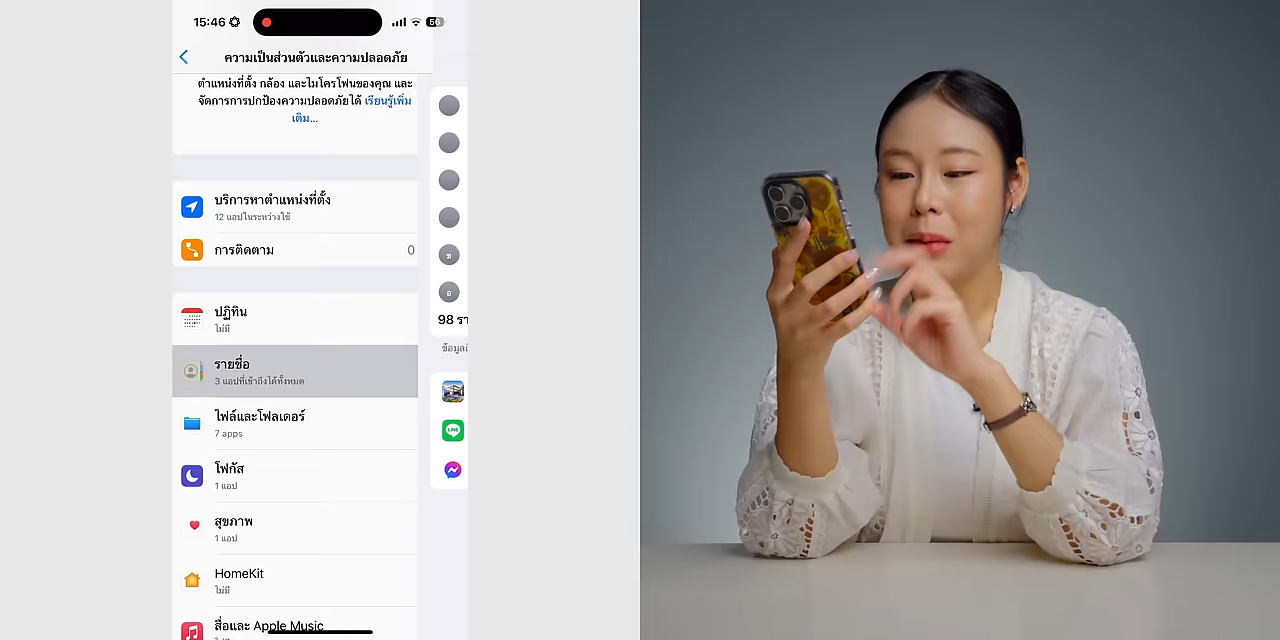 15:46
56
ความเป็นส่วนตัวและความปลอดภัย
ตำแหน่งที่ตั้ง กล้อง และไมโครโฟนของคุณ และ
จัดการการปกป้องความปลอดภัยได้ เรียนรู้เพิ่ม
เติม...
บริการหาตำแหน่งที่ตั้ง
12 แอปในระหว่างใช้
การติดตาม 0
ปฏิทิน
ไม่มี
รายชื่อ
3 แอปที่เข้าถึงได้ทั้งหมด
ไฟล์และโฟลเดอร์
7 apps
โฟกัส
1 แอป
สุขภาพ
1 แอป
HomeKit
ไม่มี
สื่อและ Apple Music
ข
อ
98 รา
ข้อมูล
LINE